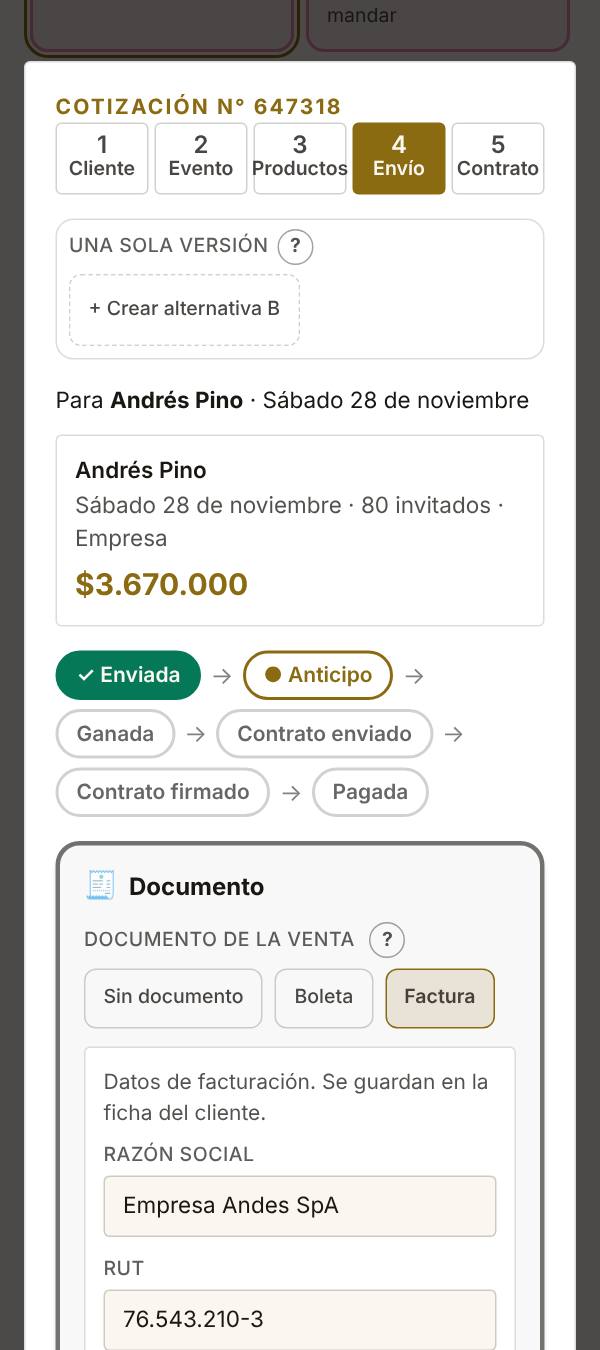 mandar
COTIZACIÓN N° 647318
1
Cliente
2
Evento
3
Productos
4
Envío
5
Contrato
UNA SOLA VERSIÓN ?
+ Crear alternativa B
Para Andrés Pino · Sábado 28 de noviembre
Andrés Pino
Sábado 28 de noviembre · 80 invitados ·
Empresa
$3.670.000
✓ Enviada → ● Anticipo →
Ganada → Contrato enviado →
Contrato firmado → Pagada
🧾 Documento
DOCUMENTO DE LA VENTA ?
Sin documento Boleta Factura
Datos de facturación. Se guardan en la
ficha del cliente.
RAZÓN SOCIAL
Empresa Andes SpA
RUT
76.543.210-3